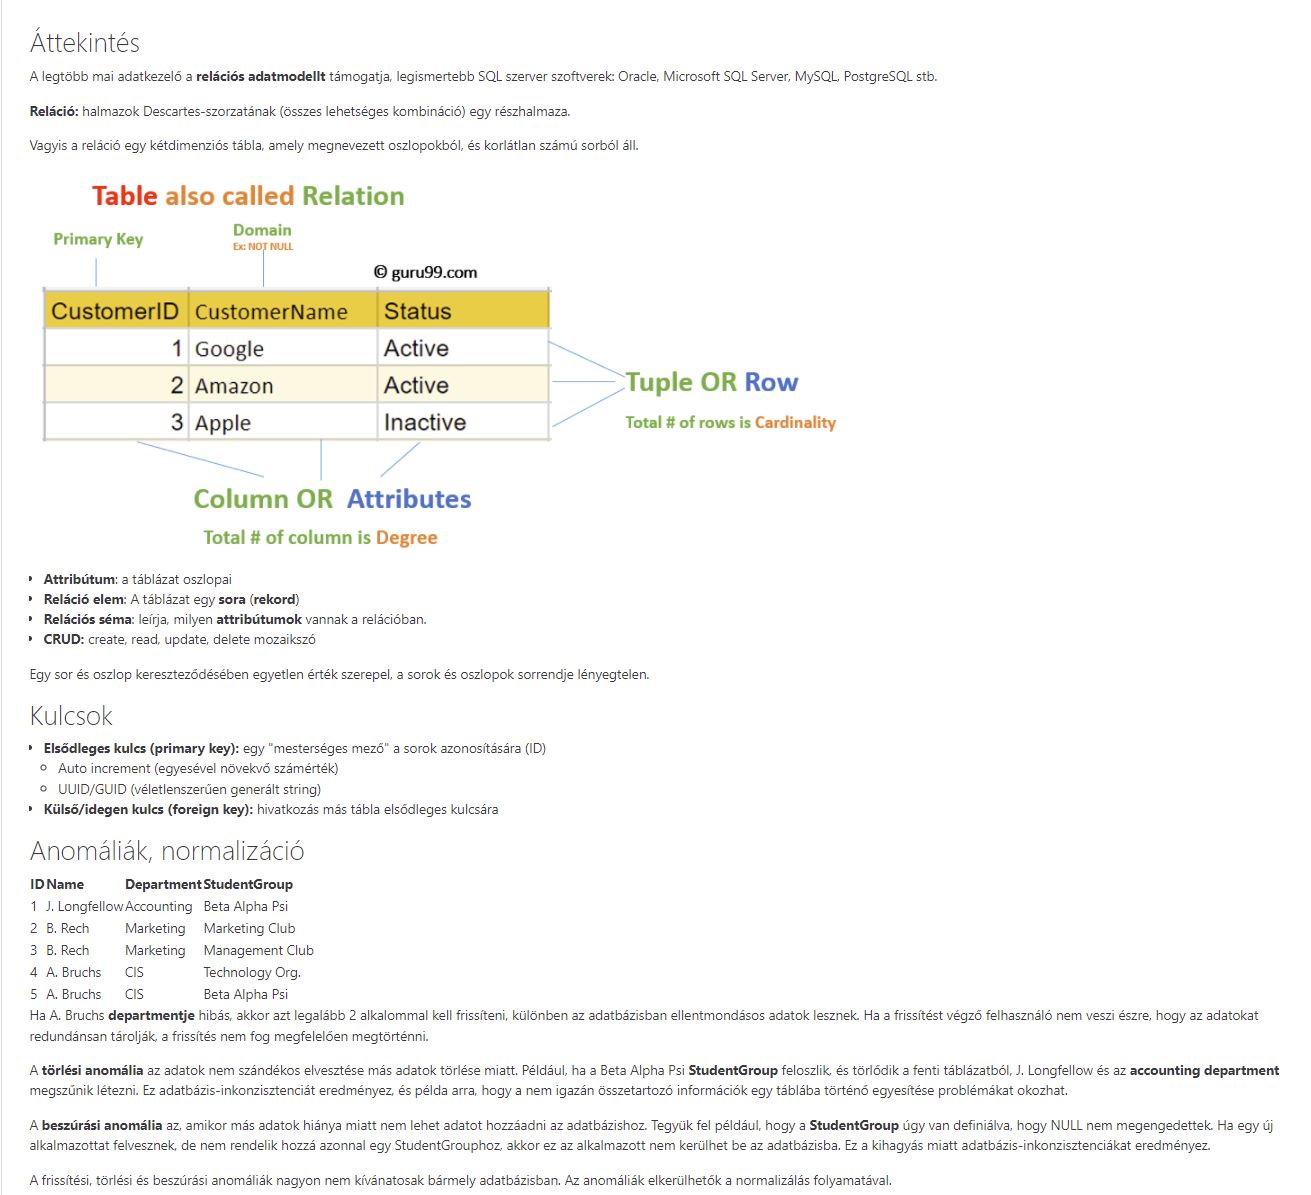 Áttekintés
A legtöbb mai adatkezelő a relációs adatmodellt támogatja, legismertebb SQL szerver szoftverek: Oracle, Microsoft SQL Server, MySQL, PostgreSQL stb.
Reláció: halmazok Descartes-szorzatának (összes lehetséges kombináció) egy részhalmaza.
Vagyis a reláció egy kétdimenziós tábla, amely megnevezett oszlopokból, és korlátlan számú sorból áll.
Table also called Relation
Primary Key
Domain
Ex: NOT NULL
© guru99.com
CustomerID CustomerName Status
1 Google Active
2 Amazon Active
3 Apple Inactive
Tuple OR Row
Total # of rows is Cardinality
Column OR Attributes
Total # of column is Degree
Attribútum: a táblázat oszlopai
Reláció elem: A táblázat egy sora (rekord)
Relációs séma: leírja, milyen attribútumok vannak a relációban.
CRUD: create, read, update, delete mozaikszó
Egy sor és oszlop kereszteződésében egyetlen érték szerepel, a sorok és oszlopok sorrendje lényegtelen.
Kulcsok
Elsődleges kulcs (primary key): egy "mesterséges mező" a sorok azonosítására (ID)
Auto increment (egyesével növekvő számérték)
UUID/GUID (véletlenszerűen generált string)
Külső/idegen kulcs (foreign key): hivatkozás más tábla elsődleges kulcsára
Anomáliák, normalizáció
ID Name Department StudentGroup
1 J. Longfellow Accounting Beta Alpha Psi
2 B. Rech Marketing Marketing Club
3 B. Rech Marketing Management Club
4 A. Bruchs CIS Technology Org.
5 A. Bruchs CIS Beta Alpha Psi
Ha A. Bruchs departmentje hibás, akkor azt legalább 2 alkalommal kell frissíteni, különben az adatbázisban ellentmondásos adatok lesznek. Ha a frissítést végző felhasználó nem veszi észre, hogy az adatokat
redundánsan tárolják, a frissítés nem fog megfelelően megtörténni.
A törlési anomália az adatok nem szándékos elvesztése más adatok törlése miatt. Például, ha a Beta Alpha Psi StudentGroup feloszlik, és törlődik a fenti táblázatból, J. Longfellow és az accounting department
megszűnik létezni. Ez adatbázis-inkonzisztenciát eredményez, és példa arra, hogy a nem igazán összetartozó információk egy táblába történő egyesítése problémákat okozhat.
A beszúrási anomália az, amikor más adatok hiánya miatt nem lehet adatot hozzáadni az adatbázishoz. Tegyük fel például, hogy a StudentGroup úgy van definiálva, hogy NULL nem megengedettek. Ha egy új
alkalmazottat felvesznek, de nem rendelik hozzá azonnal egy StudentGrouphoz, akkor ez az alkalmazott nem kerülhet be az adatbázisba. Ez a kihagyás miatt adatbázis-inkonzisztenciákat eredményez.
A frissítési, törlési és beszúrási anomáliák nagyon nem kívánatosak bármely adatbázisban. Az anomáliák elkerülhetők a normalizálás folyamatával.